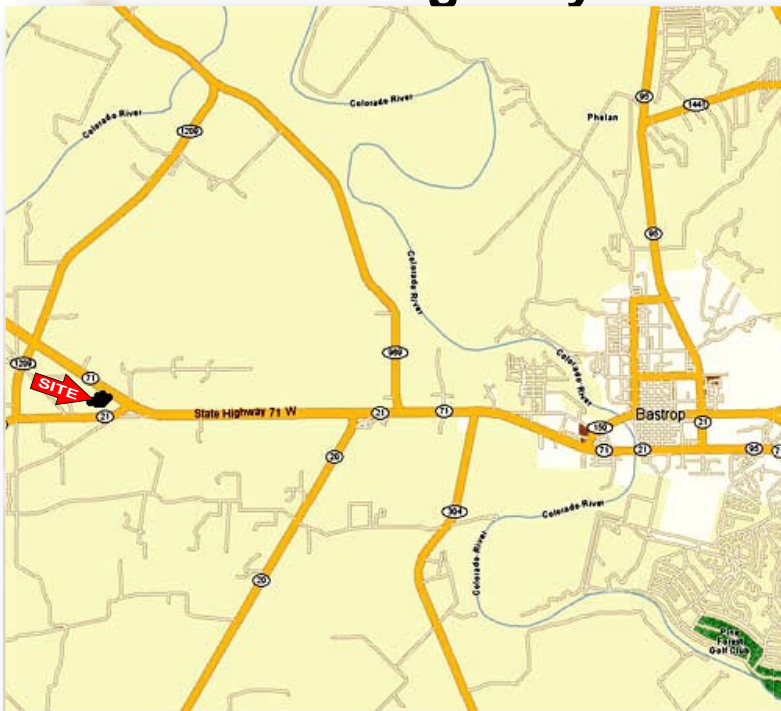 95
1441
Colorado River
Phelan
Colorado River
1209
95
Colorado River
969
1209
71
SITE
Colorado River
State Highway 71 W
21
71
21
150
Bastrop
21
71
21
95
20
304
Colorado River
Colorado River
20
Pine
Forest
Golf Club